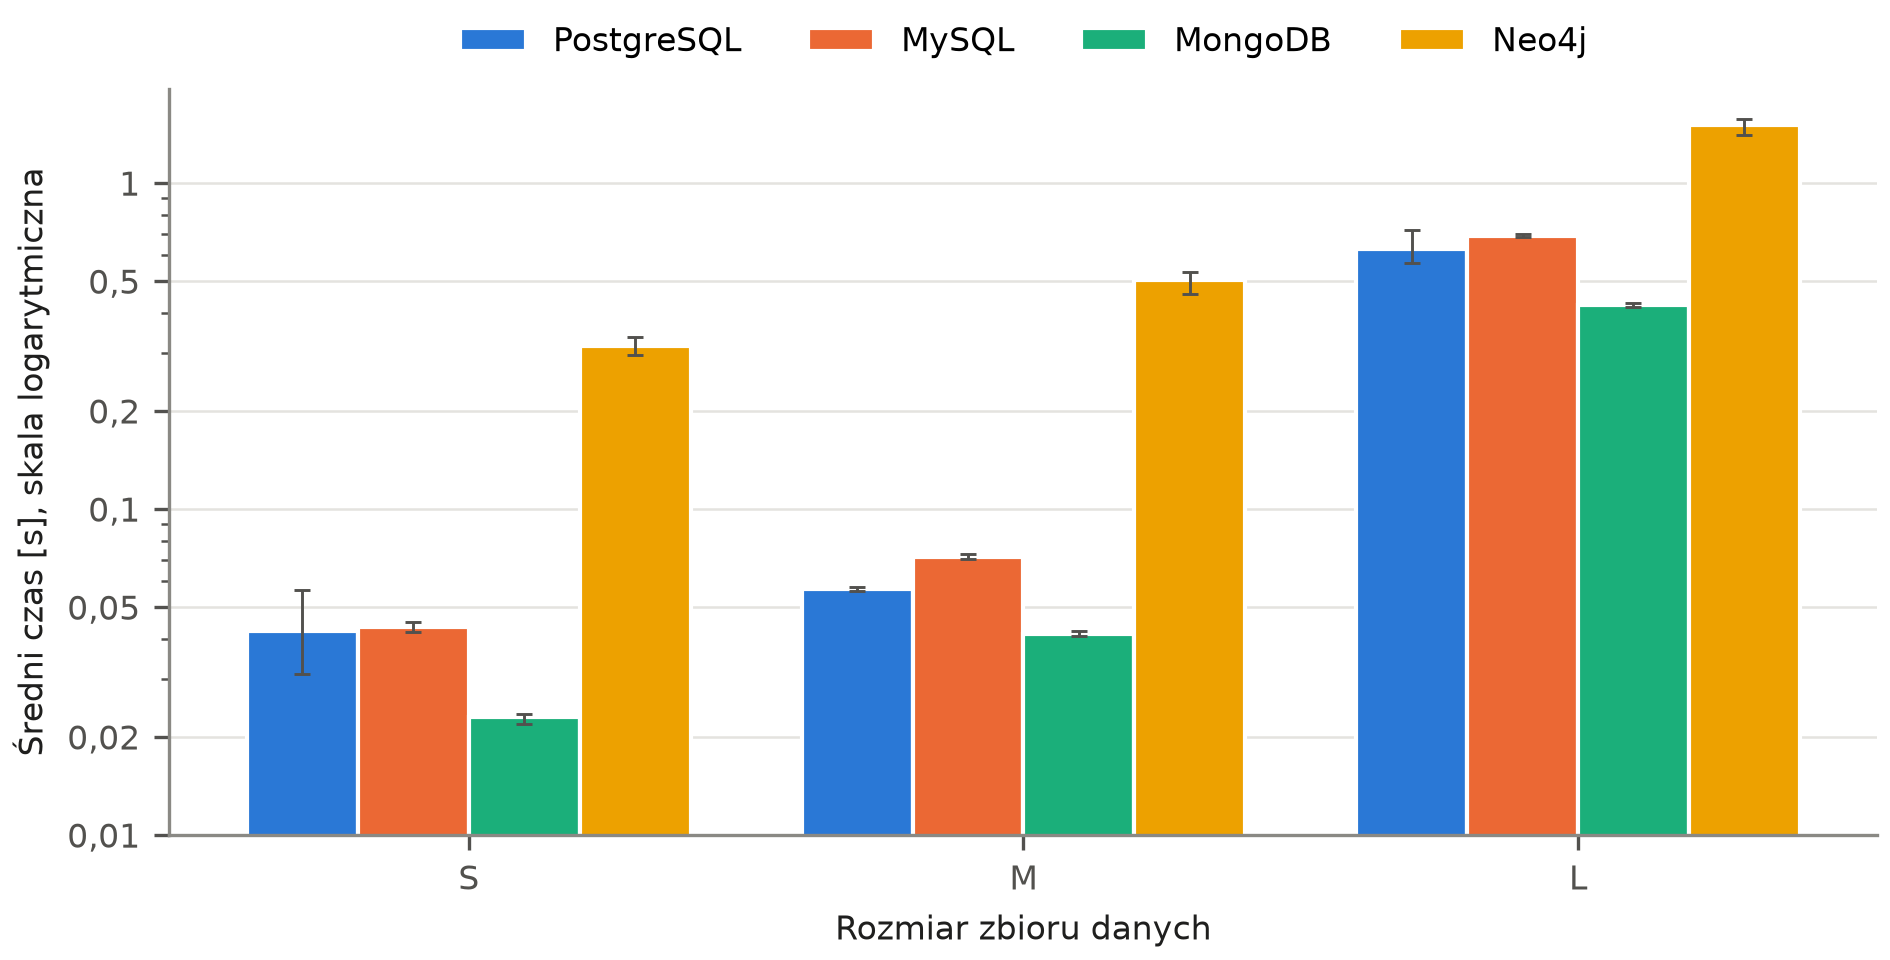 PostgreSQL MySQL MongoDB Neo4j
Średni czas [s], skala logarytmiczna
1
0,5
0,2
0,1
0,05
0,02
0,01
S M L
Rozmiar zbioru danych